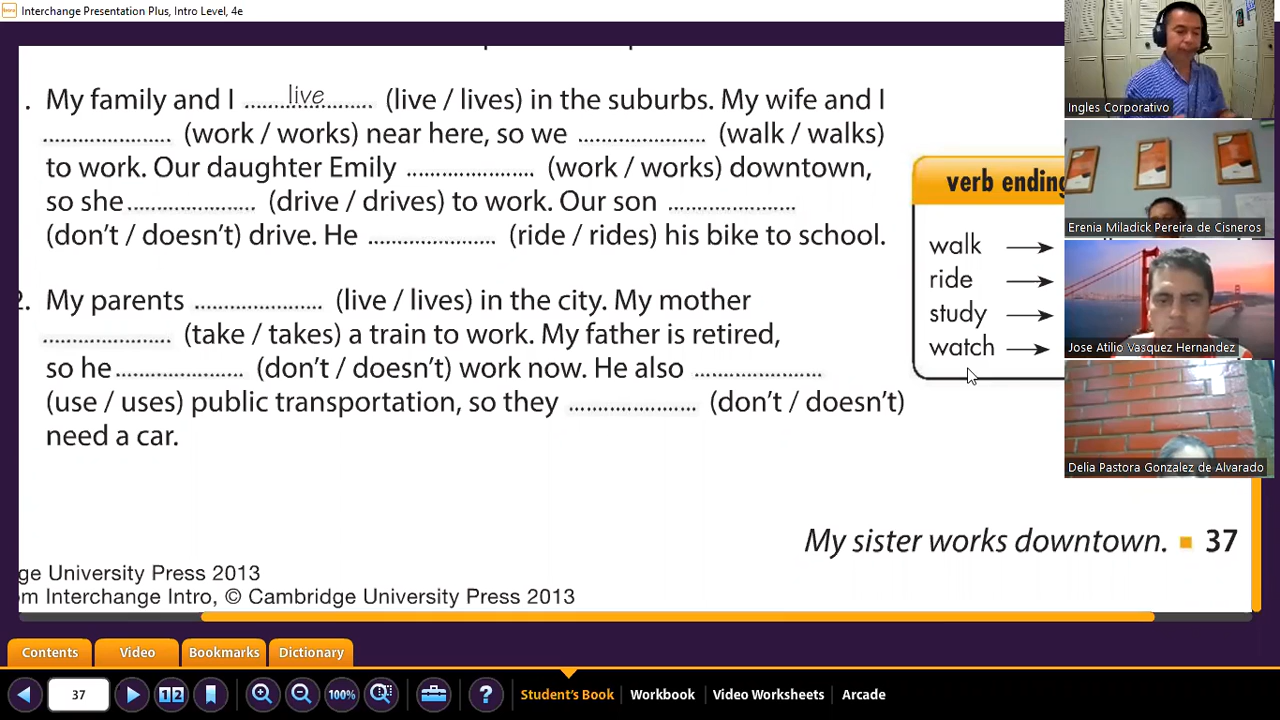 Interchange Presentation Plus, Intro Level, 4e
. My family and I live (live / lives) in the suburbs. My wife and I
(work / works) near here, so we (walk / walks)
to work. Our daughter Emily (work / works) downtown,
so she (drive / drives) to work. Our son
(don't / doesn't) drive. He (ride / rides) his bike to school.
2. My parents (live / lives) in the city. My mother
(take / takes) a train to work. My father is retired,
so he (don't / doesn't) work now. He also
(use / uses) public transportation, so they (don't / doesn't)
need a car.
verb ending
walk →
ride →
study →
watch →
My sister works downtown. ■ 37
ge University Press 2013
om Interchange Intro, © Cambridge University Press 2013
Ingles Corporativo
Erenia Miladick Pereira de Cisneros
Jose Atilio Vasquez Hernandez
Delia Pastora Gonzalez de Alvarado
Contents Video Bookmarks Dictionary
37 1 2 100% ? Student's Book Workbook Video Worksheets Arcade